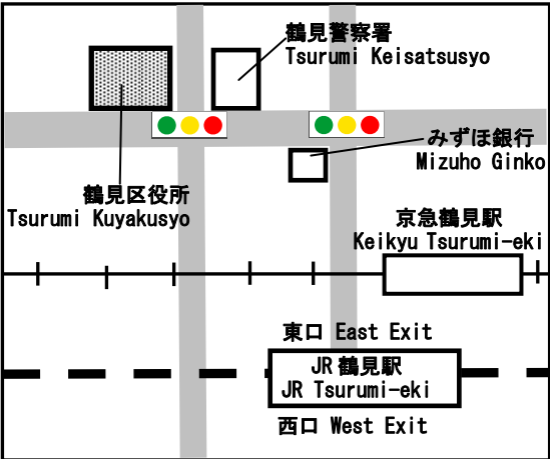 鶴見警察署
Tsurumi Keisatsusyo
みずほ銀行
Mizuho Ginko
鶴見区役所
Tsurumi Kuyakusyo
京急鶴見駅
Keikyu Tsurumi-eki
東口 East Exit
JR 鶴見駅
JR Tsurumi-eki
西口 West Exit